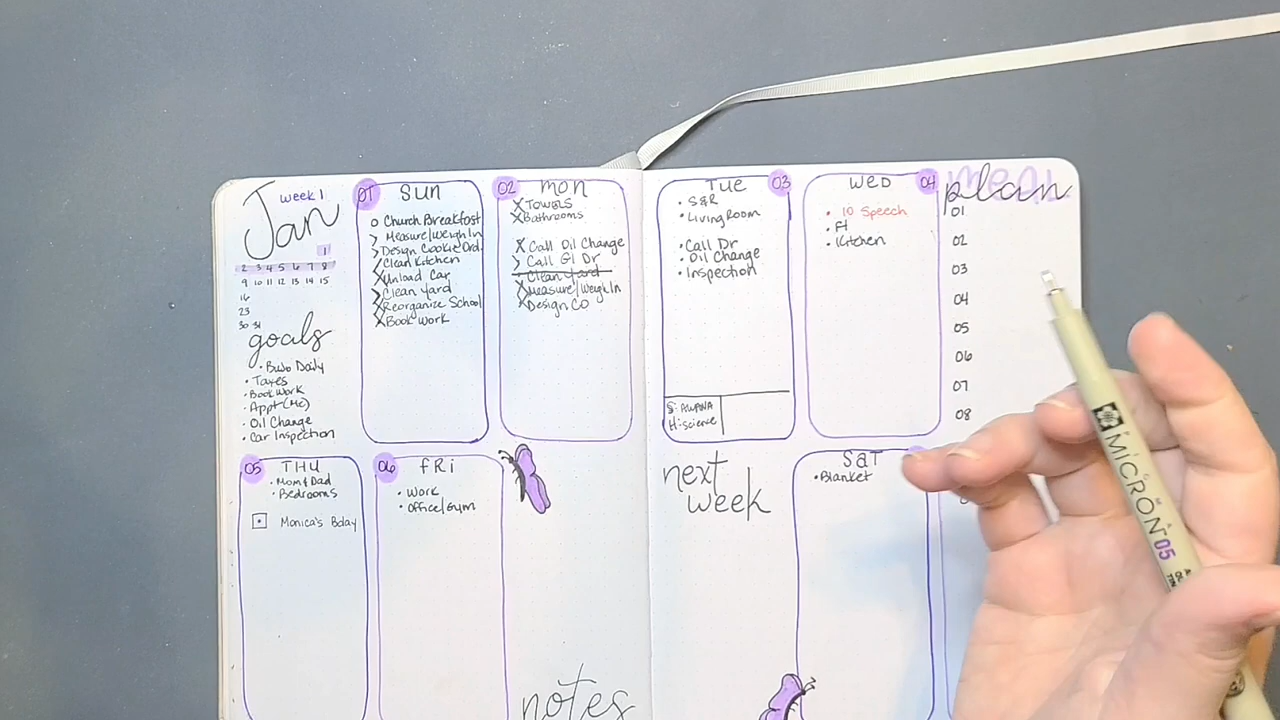 Jan
week 1
1
2 3 4 5 6 7 8
9 10 11 12 13 14 15
16
23
30 31
goals
• BuJo Daily
• Taxes
• Book Work
• Appt (Mc)
• Oil Change
• Car Inspection
01 SUN
o Church Breakfast
> Measure/Weigh In
> Design Cookie Ord
Clean Kitchen
X Unload Car
Clean Yard
X Reorganize School
X Book Work
02 mon
X TOWELS
X Bathrooms
X Call Oil Change
> Call GI Dr
• Clean Yard
X Measure/Weigh In
X Design CO
TUE 03
• S&R
• Living Room
• Call Dr
• Oil Change
• Inspection
S: AWANA
H: science
WED 04
• 10 Speech
• Kitchen
meal
plan
01
02
03
04
05
06
07
08
05 THU
• Mom & Dad
• Bedrooms
Monica's Bday
06 FRI
• Work
• Office/Gym
next
week
SAT
• Blanket
notes
MICRON 05